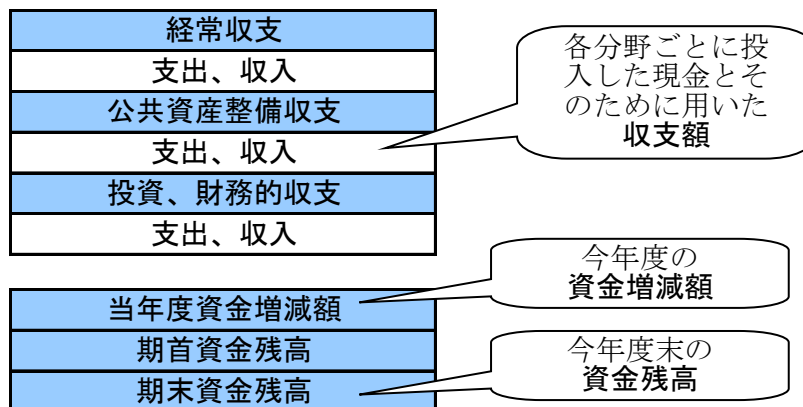 経常収支
支出、収入
公共資産整備収支
支出、収入
投資、財務的収支
支出、収入
各分野ごとに投
入した現金とそ
のために用いた
収支額
当年度資金増減額
期首資金残高
期末資金残高
今年度の
資金増減額
今年度末の
資金残高